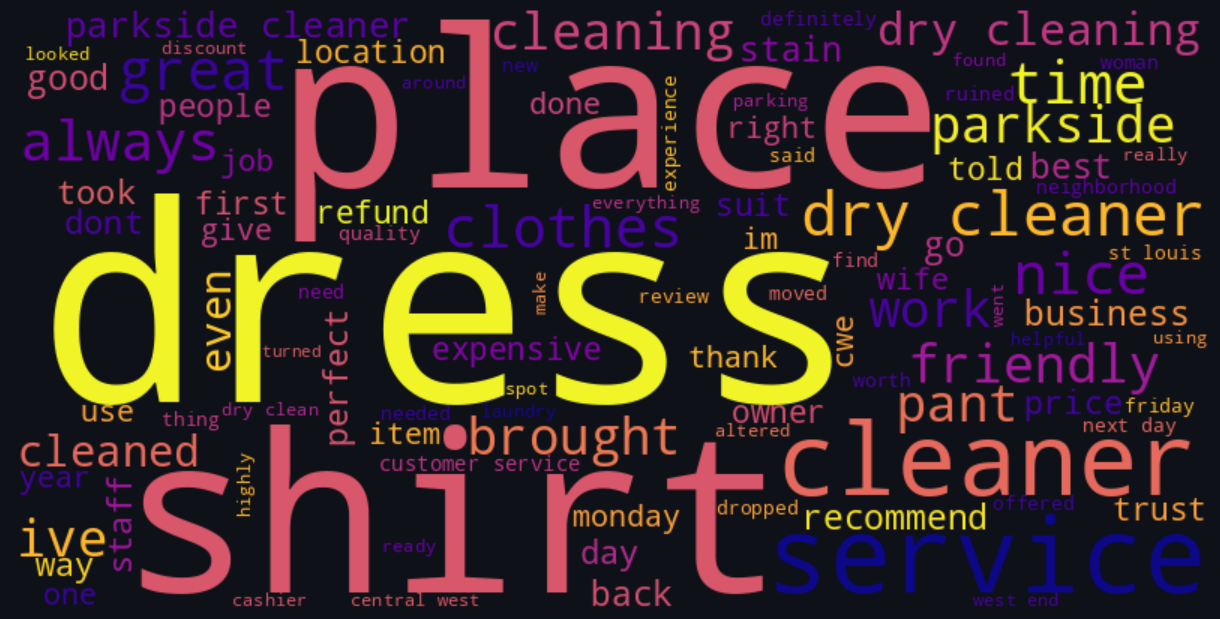 parkside cleaner
cleaning
definitely
dry cleaning
looked
discount
location
stain
good
great
new
found
woman
people
around
place
done
experience
parking
ruined
time
always
job
right
said
parkside
told
best
really
took
first
refund
everything
suit
dry cleaner
neighborhood
dont
give
quality
clothes
im
go
st louis
dress
even
need
make
review
find
moved
wife
nice
work
went
business
turned
perfect
expensive
thank
cwe
helpful
using
friendly
spot
worth
use
thing
dry clean
needed
laundry
owner
pant
price
friday
cleaned
item
brought
altered
next day
year
staff
highly
customer service
cleaner
shirt
ive
monday
dropped
recommend
offered
trust
way
ready
day
service
one
cashier
central west
back
west end